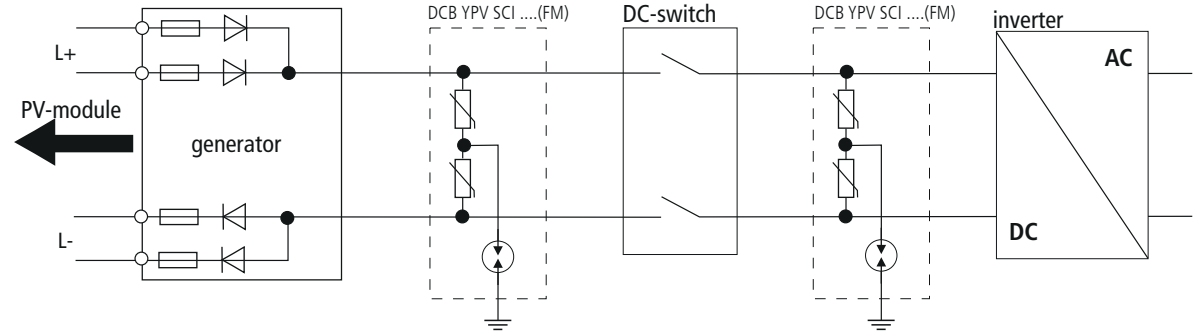 DCB YPV SCI ....(FM)
DC-switch
DCB YPV SCI ....(FM)
inverter
L+
AC
PV-module
generator
L-
DC